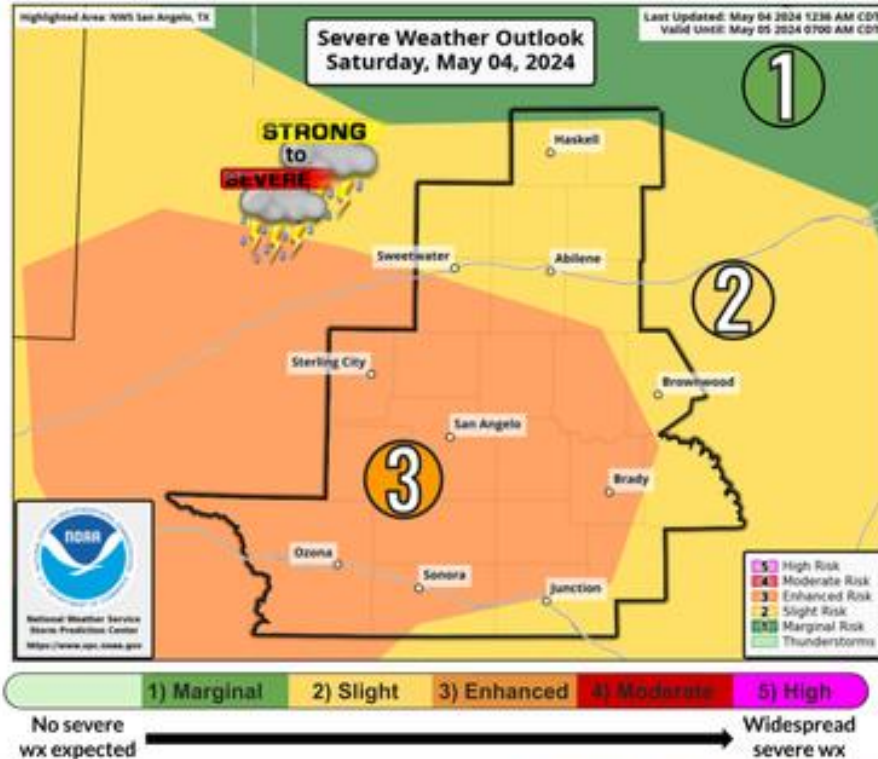 Highlighted Area: NWS San Angelo, TX
Last Updated: May 04 2024 1236 AM CDT
Valid Until: May 05 2024 0700 AM CDT
Severe Weather Outlook
Saturday, May 04, 2024
1
STRONG
to
SEVERE
Haskell
Sweetwater
Abilene
2
Sterling City
Brownwood
San Angelo
3
Brady
Ozona
Sonora
Junction
NOAA
National Weather Service
Storm Prediction Center
https://www.spc.noaa.gov
5 High Risk
4 Moderate Risk
3 Enhanced Risk
2 Slight Risk
1 Marginal Risk
Thunderstorms
1) Marginal 2) Slight 3) Enhanced 4) Moderate 5) High
No severe
wx expected
Widespread
severe wx